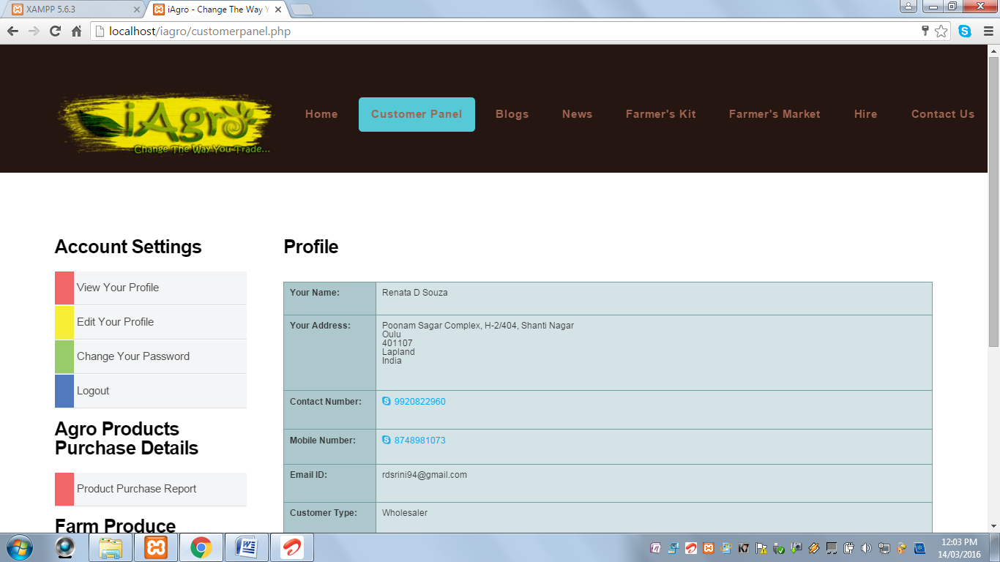 XAMPP 5.6.3
iAgro - Change The Way Y
localhost/iagro/customerpanel.php
iAgro
Change The Way You Trade...
Home
Customer Panel
Blogs
News
Farmer's Kit
Farmer's Market
Hire
Contact Us
Account Settings
View Your Profile
Edit Your Profile
Change Your Password
Logout
Agro Products
Purchase Details
Product Purchase Report
Farm Produce
Profile
Your Name: Renata D Souza
Your Address: Poonam Sagar Complex, H-2/404, Shanti Nagar
Oulu
401107
Lapland
India
Contact Number: 9920822960
Mobile Number: 8748981073
Email ID: rdsrini94@gmail.com
Customer Type: Wholesaler
12:03 PM
14/03/2016